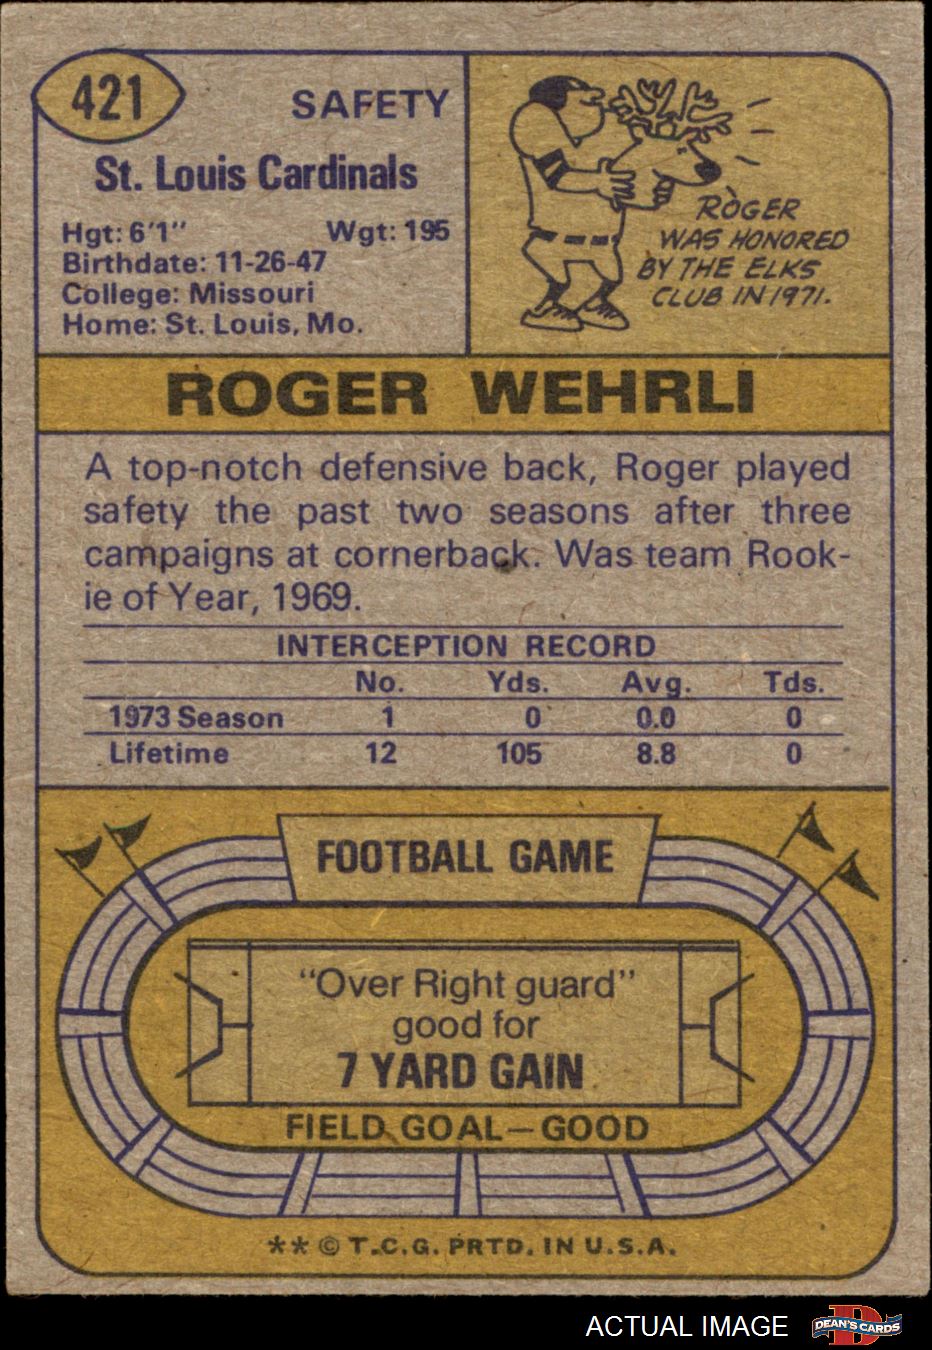 421
SAFETY
St. Louis Cardinals
Hgt: 6'1" Wgt: 195
Birthdate: 11-26-47
College: Missouri
Home: St. Louis, Mo.
ROGER
WAS HONORED
BY THE ELKS
CLUB IN 1971.
ROGER WEHRLI
A top-notch defensive back, Roger played
safety the past two seasons after three
campaigns at cornerback. Was team Rook-
ie of Year, 1969.
INTERCEPTION RECORD
No. Yds. Avg. Tds.
1973 Season 1 0 0.0 0
Lifetime 12 105 8.8 0
FOOTBALL GAME
"Over Right guard"
good for
7 YARD GAIN
FIELD GOAL—GOOD
** © T.C.G. PRTD. IN U.S.A.
ACTUAL IMAGE
D
DEAN'S CARDS